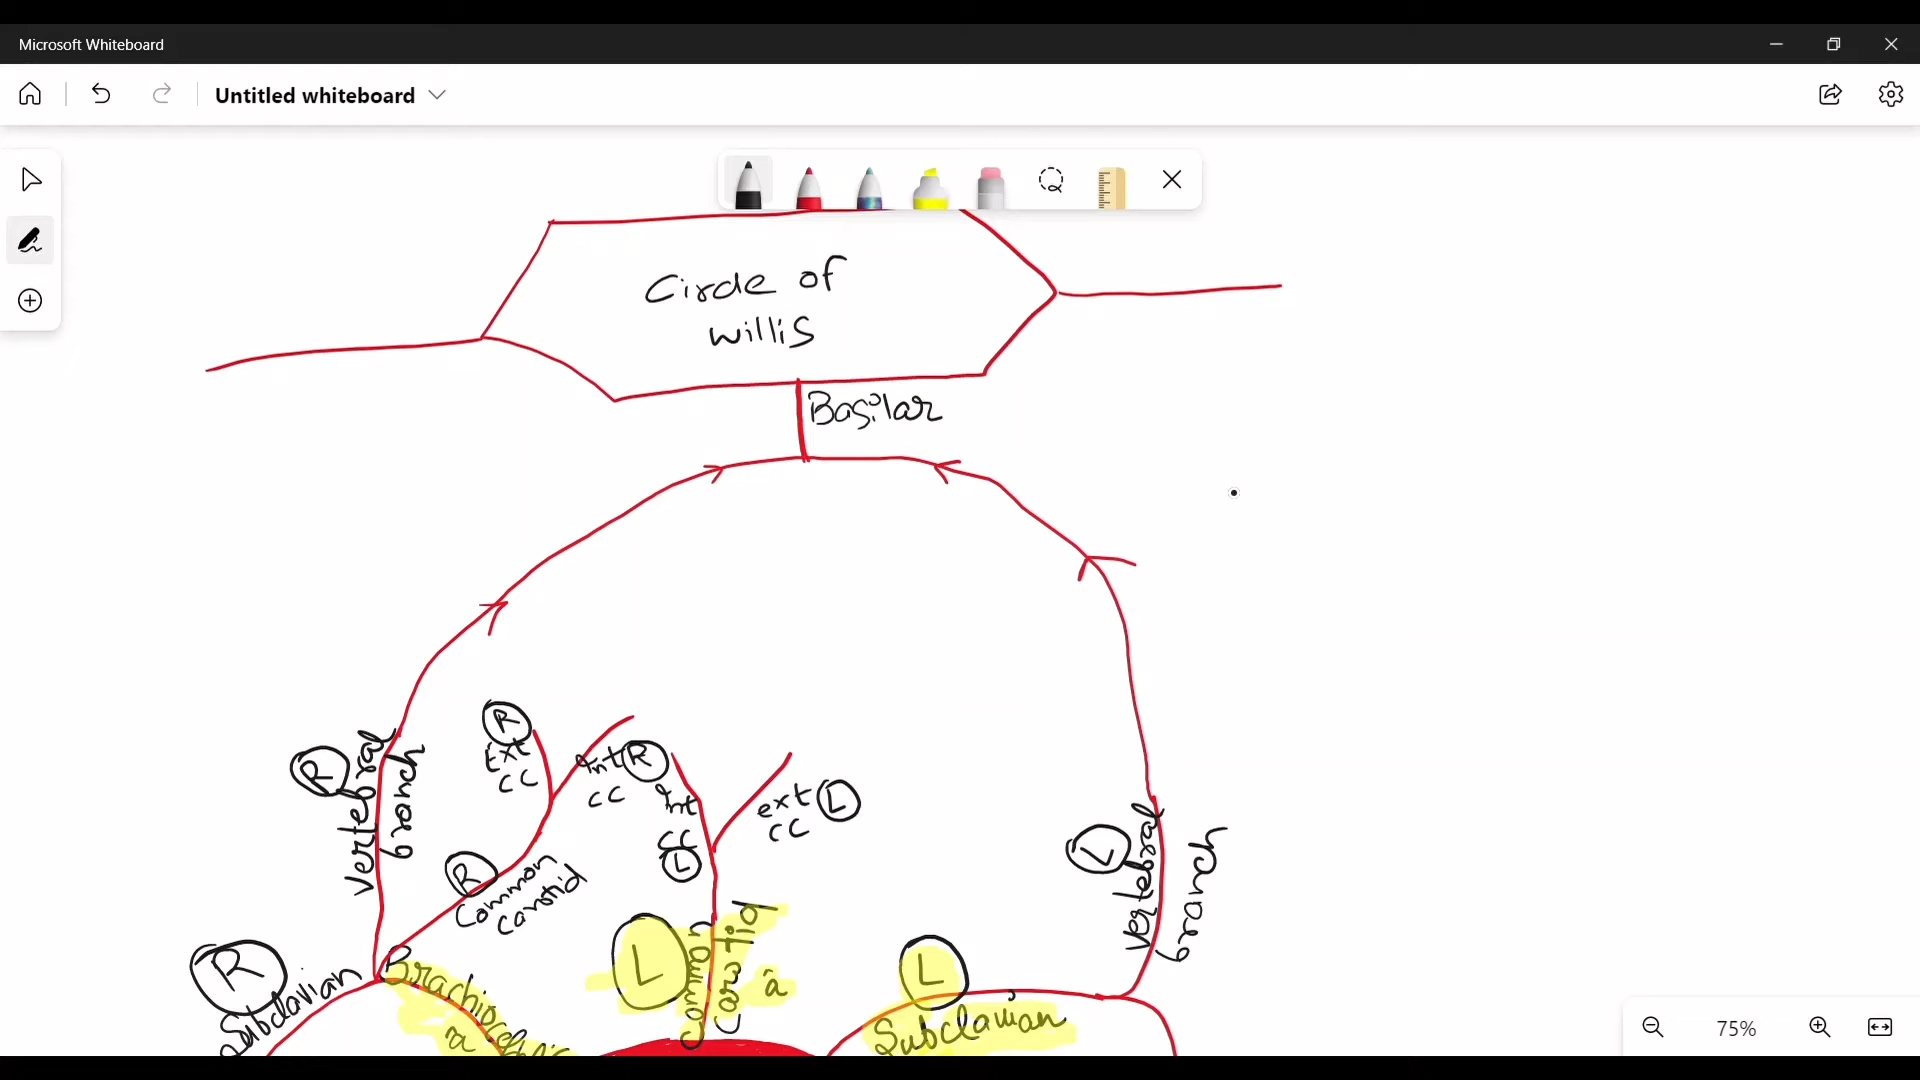 Microsoft Whiteboard
Untitled whiteboard
Circle of
willis
Basilar
R
Ext
CC
R
Vertebral
branch
Int R
CC
Int
CC
L
ext L
CC
R
Common
carotid
L
Vertebral
branch
R
Subclavian
Brachiocephalic
a
L
Common
Carotid
a
L
Subclavian
75%